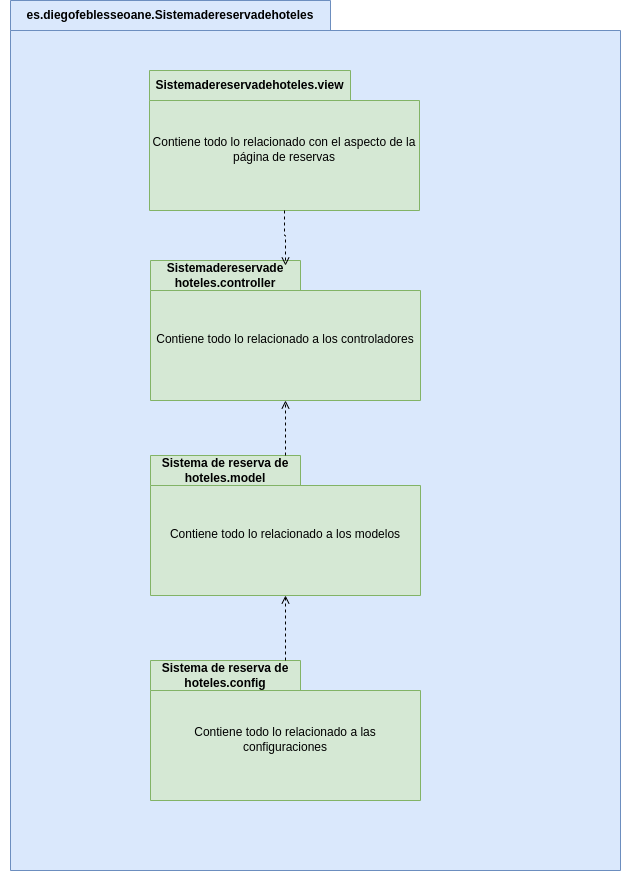 es.diegofeblesseoane.Sistemadereservadehoteles
Sistemadereservadehoteles.view
Contiene todo lo relacionado con el aspecto de la
página de reservas
Sistemadereservade
hoteles.controller
Contiene todo lo relacionado a los controladores
Sistema de reserva de
hoteles.model
Contiene todo lo relacionado a los modelos
Sistema de reserva de
hoteles.config
Contiene todo lo relacionado a las
configuraciones